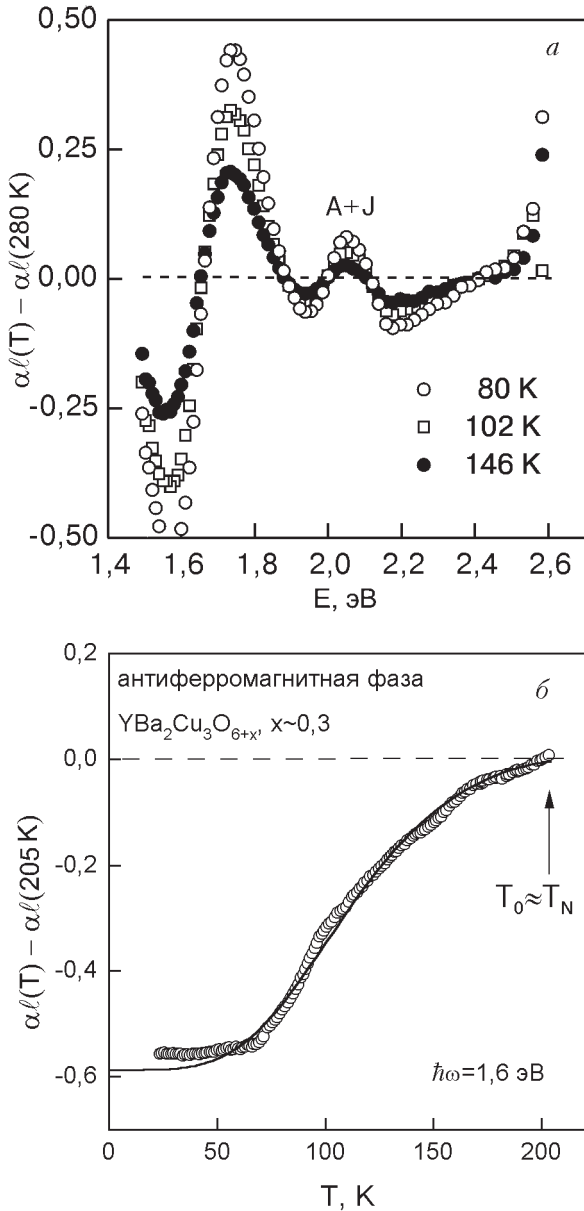 0,50
а
0,25
A+J
0,00
80 K
102 K
-0,25
146 K
-0,50
1,4
1,6
1,8
2,0
2,2
2,4
2,6
E, эВ
αℓ(T) − αℓ(280 K)
0,2
антиферромагнитная фаза
б
YBa₂Cu₃O₆₊ₓ, x~0,3
0,0
-0,2
T₀≈T_N
-0,4
-0,6
ħω=1,6 эВ
0
50
100
150
200
T, K
αℓ(T) − αℓ(205 K)